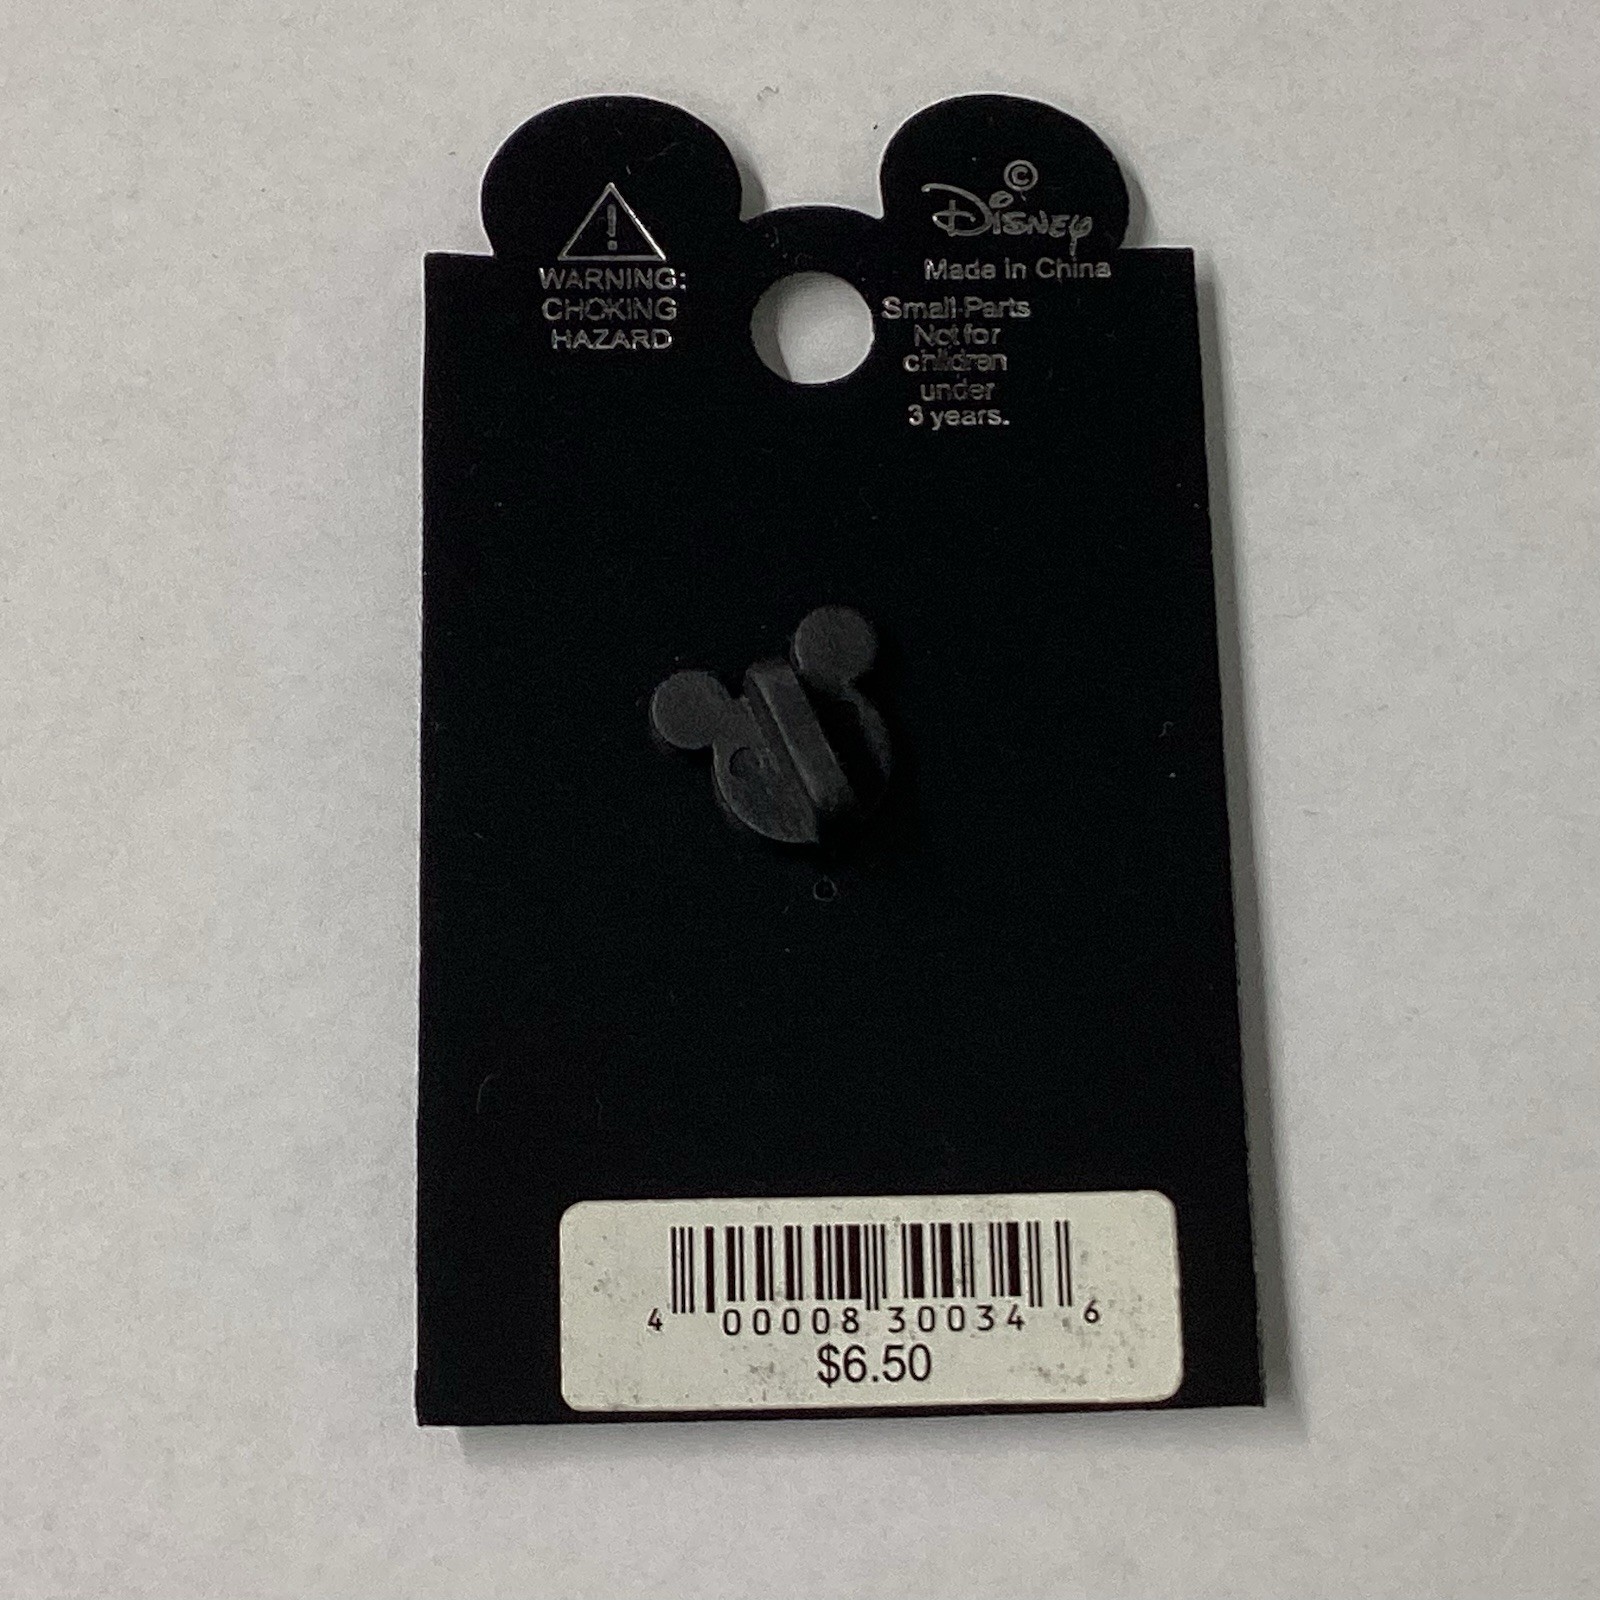 !
WARNING:
CHOKING
HAZARD
©
Disney
Made in China
Small Parts
Not for
children
under
3 years.
4 00008 30034 6
$6.50